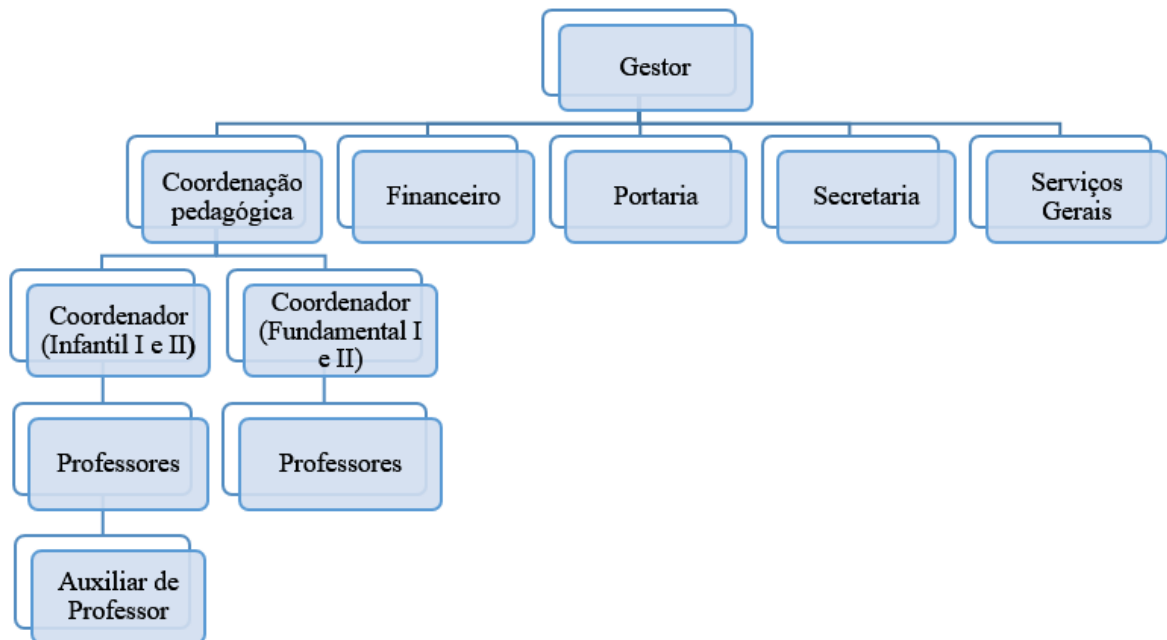 Gestor
Coordenação
pedagógica
Financeiro
Portaria
Secretaria
Serviços
Gerais
Coordenador
(Infantil I e II)
Coordenador
(Fundamental I
e II)
Professores
Professores
Auxiliar de
Professor